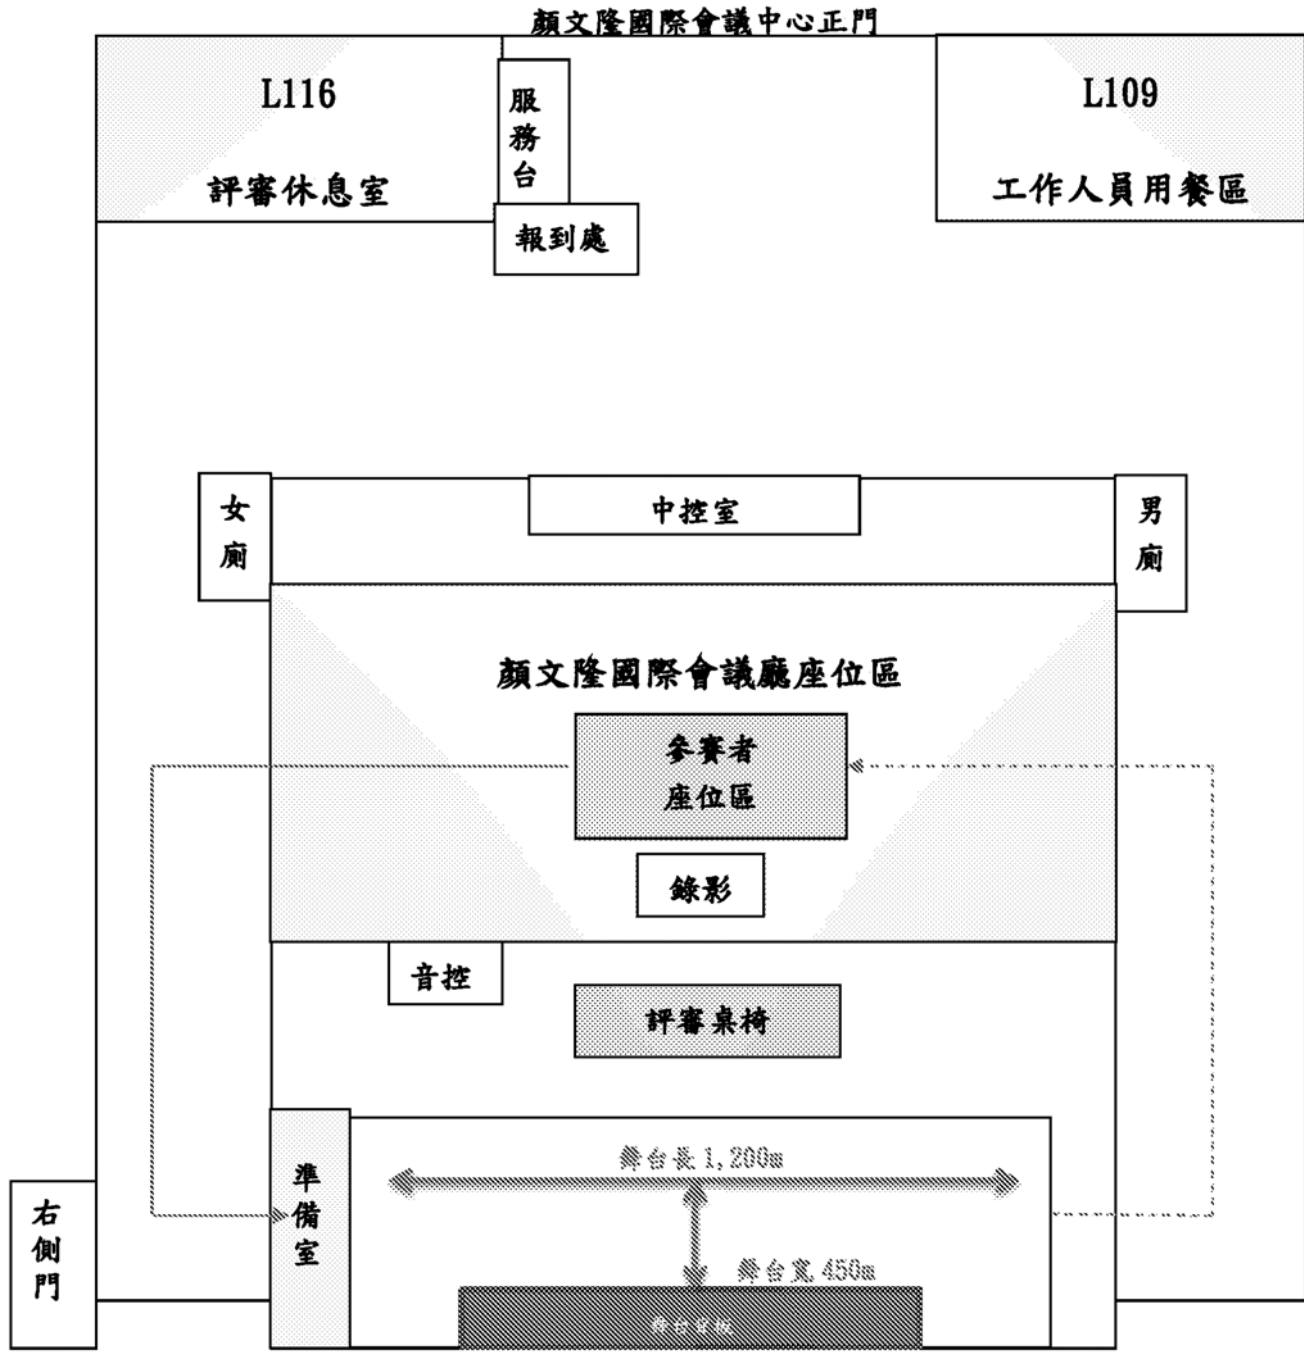 顏文隆國際會議中心正門
L116
評審休息室
服務台
報到處
L109
工作人員用餐區
女廁
中控室
男廁
顏文隆國際會議廳座位區
參賽者
座位區
錄影
音控
評審桌椅
準備室
舞台長 1,200m
舞台寬 450m
右側門